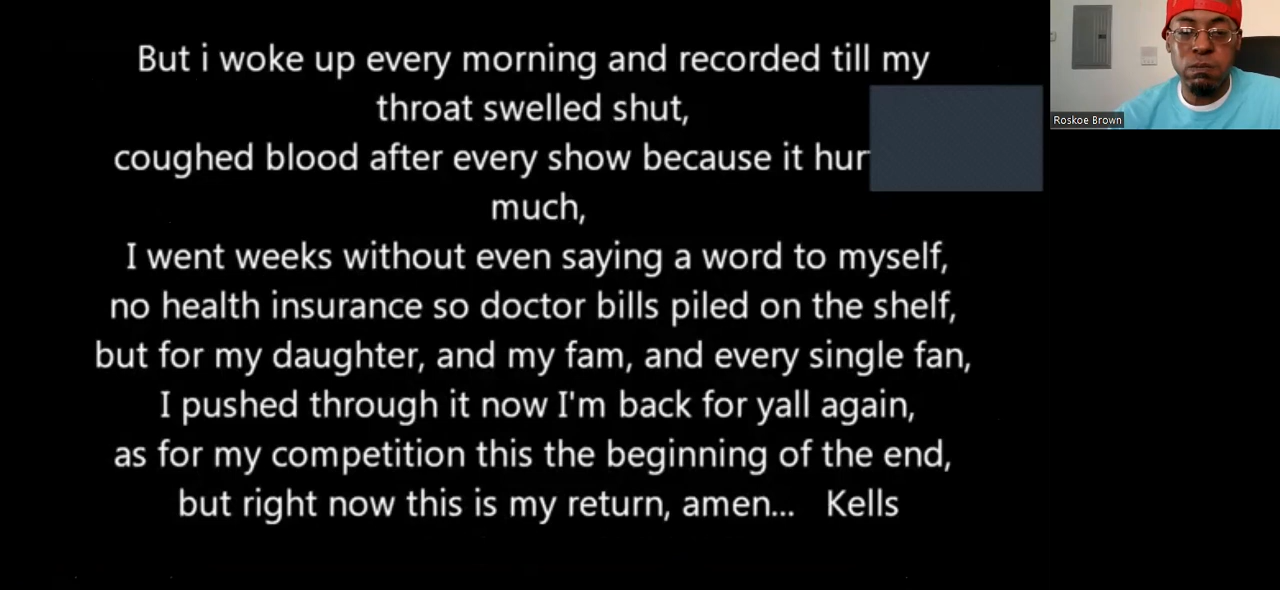 But i woke up every morning and recorded till my
throat swelled shut,
coughed blood after every show because it hur
much,
I went weeks without even saying a word to myself,
no health insurance so doctor bills piled on the shelf,
but for my daughter, and my fam, and every single fan,
I pushed through it now I'm back for yall again,
as for my competition this the beginning of the end,
but right now this is my return, amen... Kells
Roskoe Brown